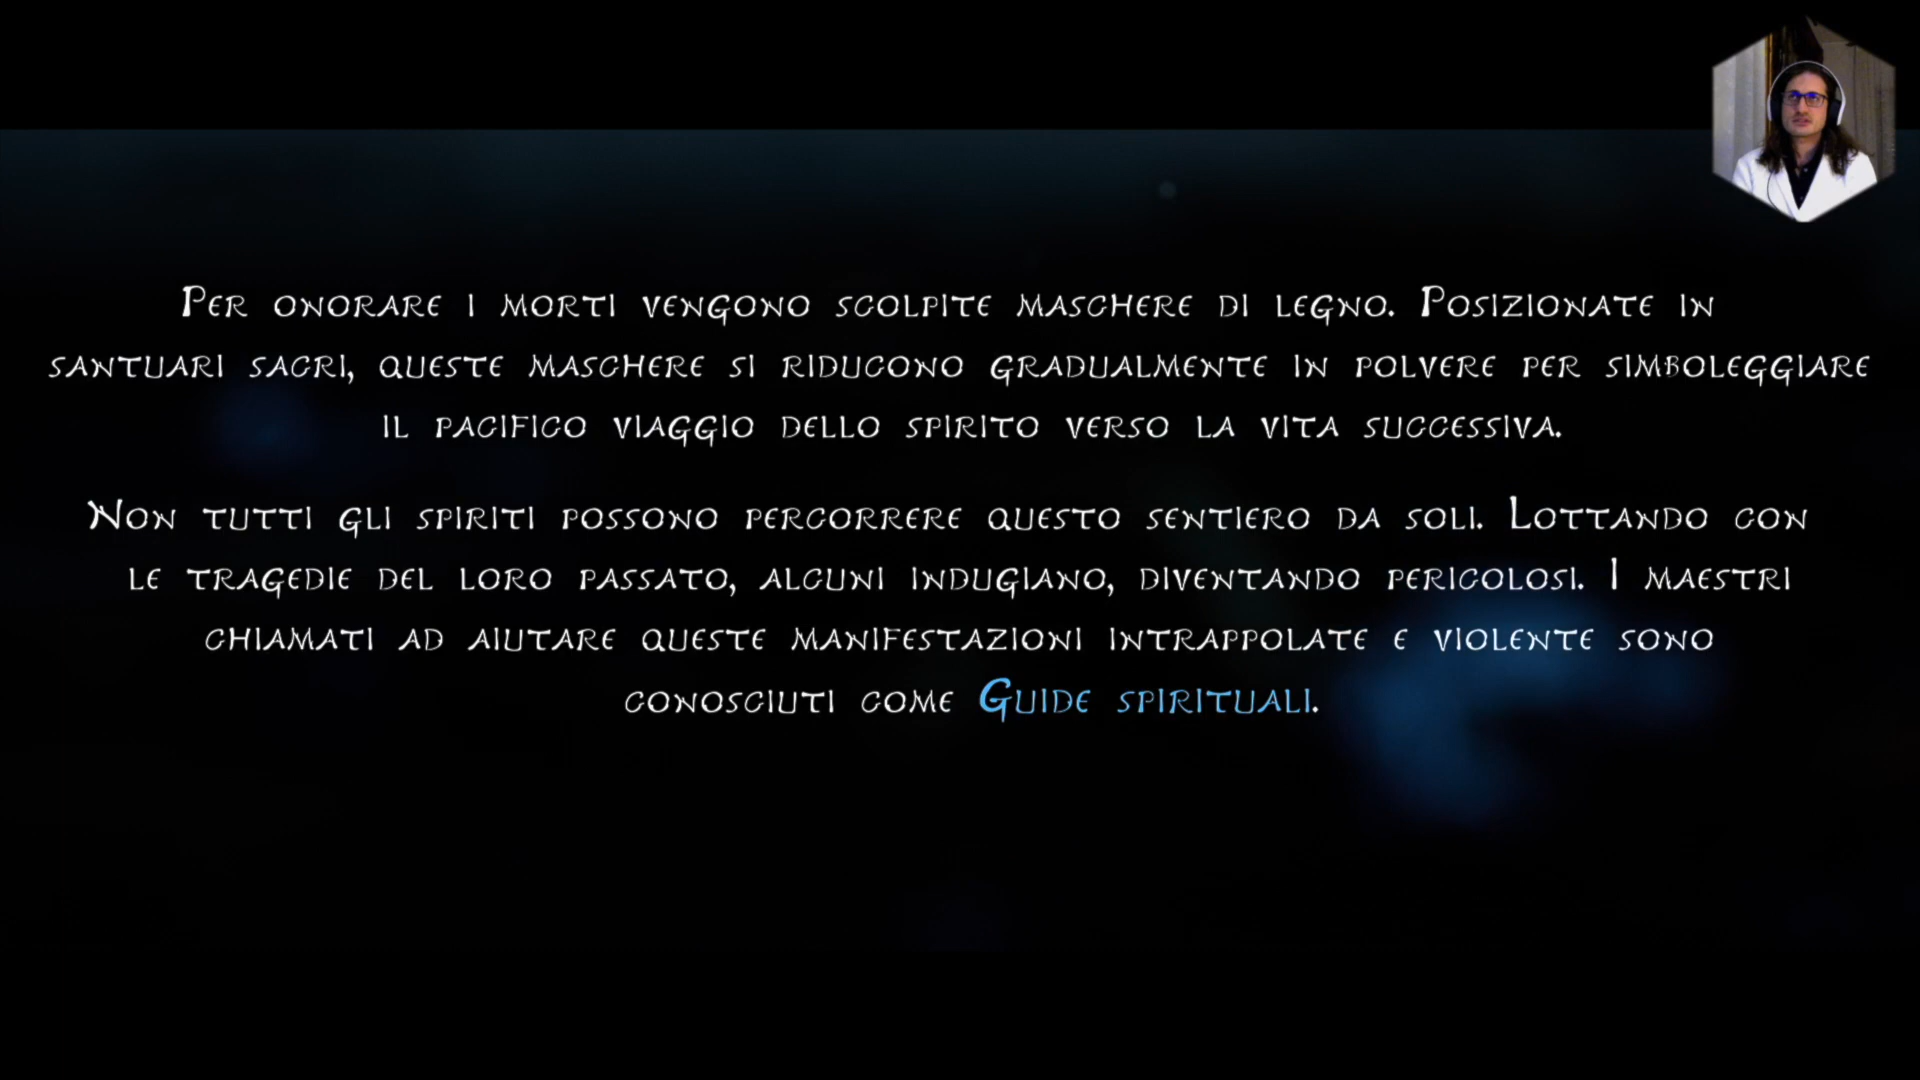 Per onorare i morti vengono scolpite maschere di legno. Posizionate in
santuari sacri, queste maschere si riducono gradualmente in polvere per simboleggiare
il pacifico viaggio dello spirito verso la vita successiva.
Non tutti gli spiriti possono percorrere questo sentiero da soli. Lottando con
le tragedie del loro passato, alcuni indugiano, diventando pericolosi. I maestri
chiamati ad aiutare queste manifestazioni intrappolate e violente sono
conosciuti come Guide spirituali.